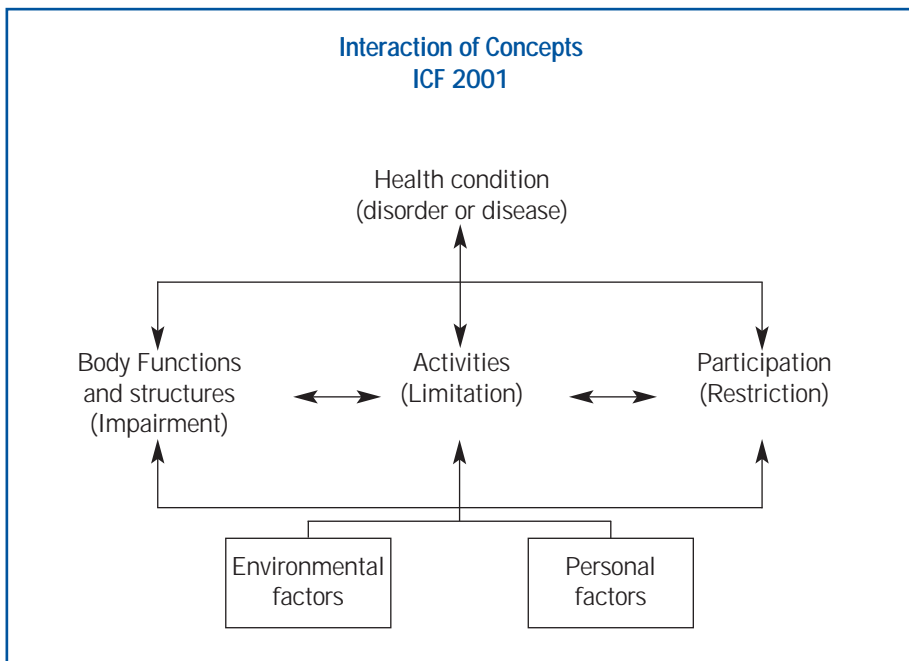 Interaction of Concepts
ICF 2001
Health condition
(disorder or disease)
Body Functions
and structures
(Impairment)
Activities
(Limitation)
Participation
(Restriction)
Environmental
factors
Personal
factors